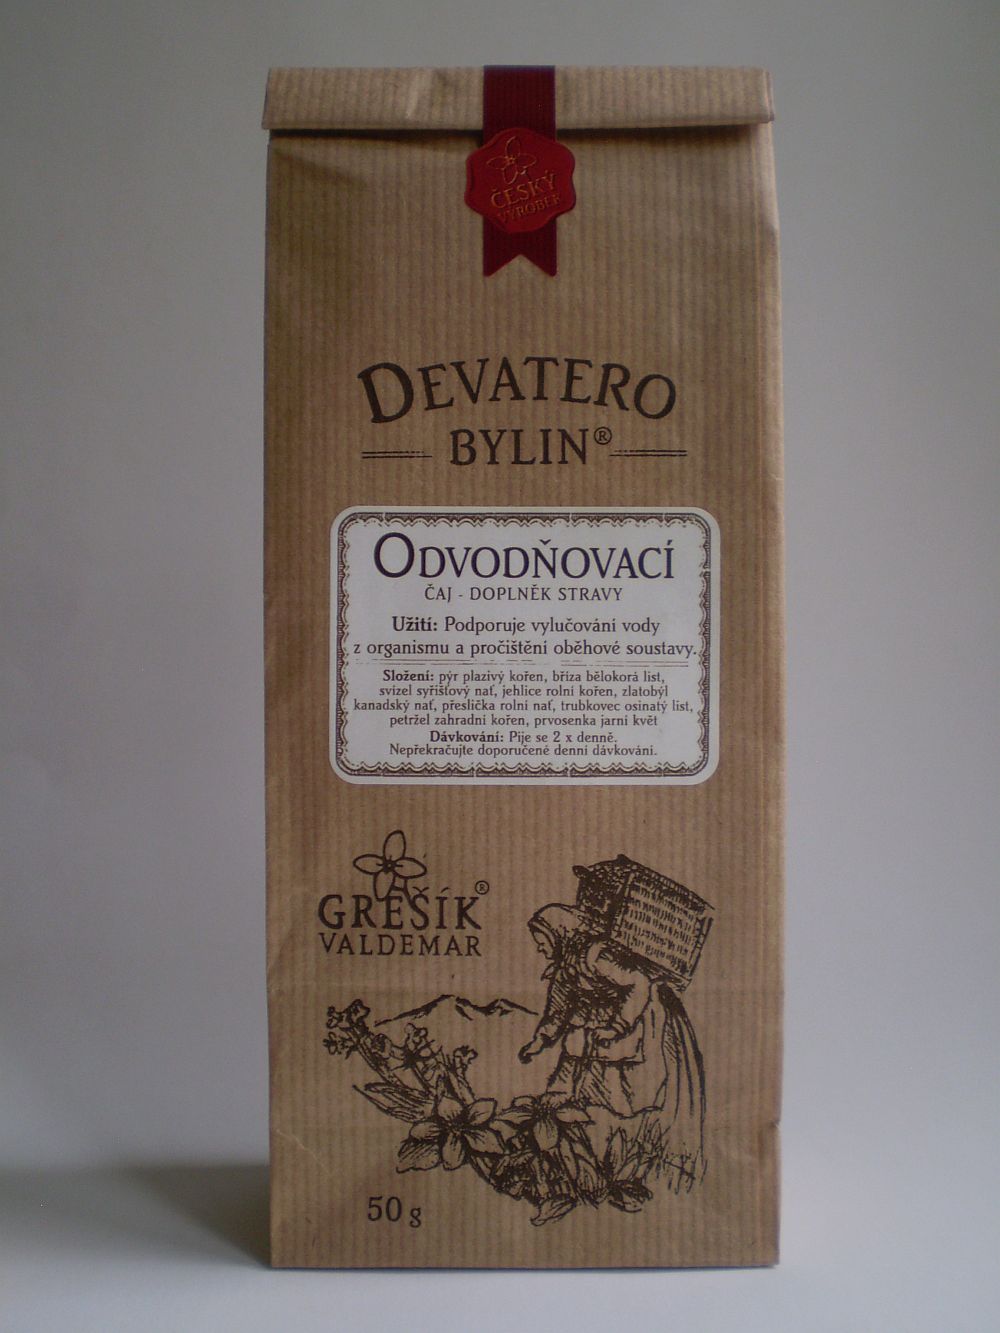 ČESKÝ
VÝROBEK
DEVATERO
BYLIN®
ODVODŇOVACÍ
ČAJ - DOPLNĚK STRAVY
Užití: Podporuje vylučování vody
z organismu a pročištění oběhové soustavy.
Složení: pýr plazivý kořen, bříza bělokorá list,
svízel syřišťový nať, jehlice rolní kořen, zlatobýl
kanadský nať, přeslička rolní nať, trubkovec osinatý list,
petržel zahradní kořen, prvosenka jarní květ
Dávkování: Pije se 2 x denně.
Nepřekračujte doporučené denní dávkování.
GREŠÍK®
VALDEMAR
50 g